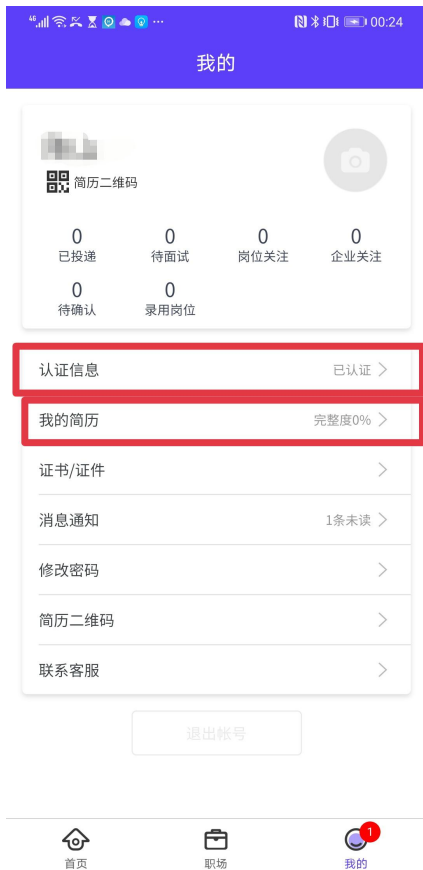 46 00:24
我的
简历二维码
0 0 0 0
已投递 待面试 岗位关注 企业关注
0 0
待确认 录用岗位
认证信息 已认证
我的简历 完整度0%
证书/证件
消息通知 1条未读
修改密码
简历二维码
联系客服
退出帐号
1
首页 职场 我的